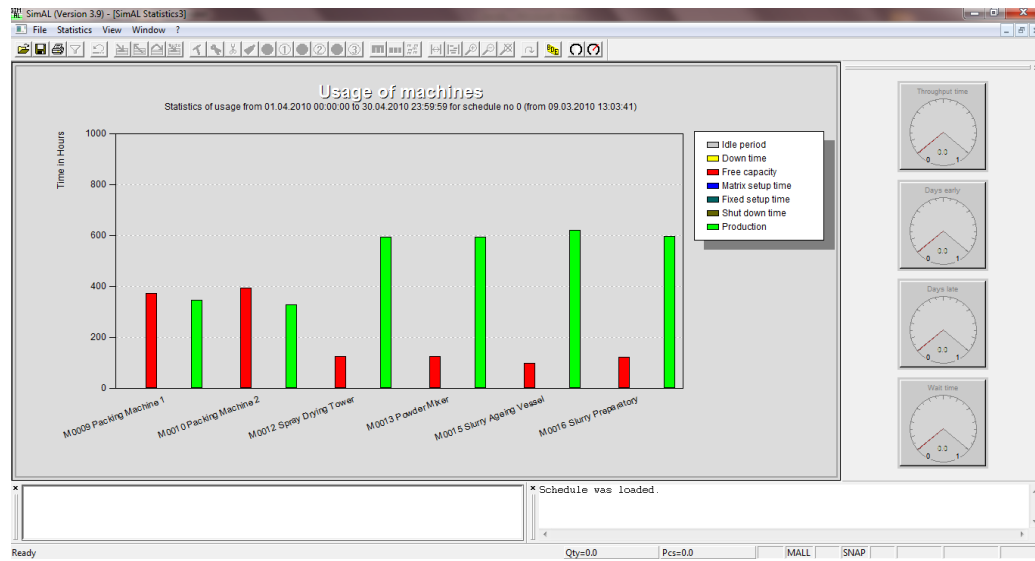 SimAL (Version 3.9) - [SimAL Statistics3]
File Statistics View Window ?
Usage of machines
Statistics of usage from 01.04.2010 00:00:00 to 30.04.2010 23:59:59 for schedule no 0 (from 09.03.2010 13:03:41)
Time in Hours
1000
800
600
400
200
0
M0009 Packing Machine 1
M0010 Packing Machine 2
M0012 Spray Drying Tower
M0013 Powder Mixer
M0015 Slurry Ageing Vessel
M0016 Slurry Preparatory
Idle period
Down time
Free capacity
Matrix setup time
Fixed setup time
Shut down time
Production
Throughput time
0.0
0 1
Days early
0.0
0 1
Days late
0.0
0 1
Wait time
0.0
0 1
Schedule was loaded.
Ready
Qty=0.0 Pcs=0.0 MALL SNAP